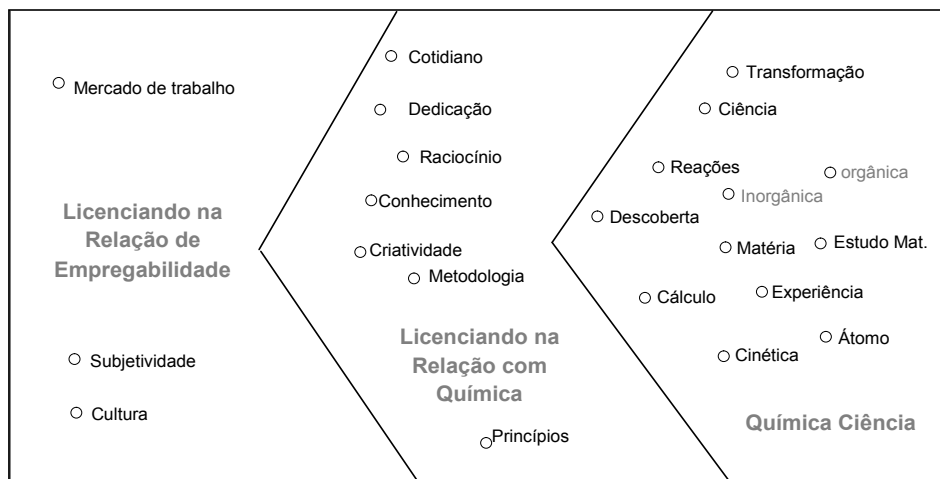 Mercado de trabalho
Licenciando na
Relação de
Empregabilidade
Subjetividade
Cultura
Cotidiano
Dedicação
Raciocínio
Conhecimento
Criatividade
Metodologia
Licenciando na
Relação com
Química
Princípios
Transformação
Ciência
Reações
orgânica
Inorgânica
Descoberta
Matéria
Estudo Mat.
Cálculo
Experiência
Átomo
Cinética
Química Ciência